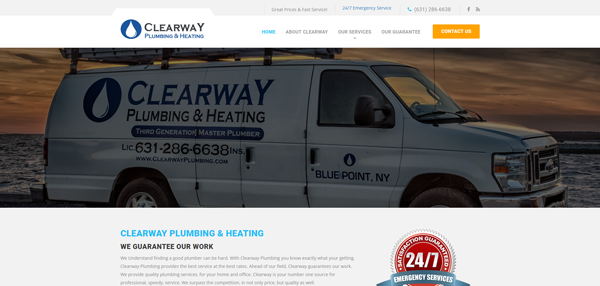 Great Prices & Fast Service!
24/7 Emergency Service
(631) 286-6638
CLEARWAY
PLUMBING & HEATING
HOME
ABOUT CLEARWAY
OUR SERVICES
OUR GUARANTEE
CONTACT US
CLEARWAY
PLUMBING & HEATING
THIRD GENERATION MASTER PLUMBER
LIC. 631-286-6638 INS.
WWW.CLEARWAYPLUMBING.COM
BLUE POINT, NY
CLEARWAY PLUMBING & HEATING
WE GUARANTEE OUR WORK
We Understand finding a good plumber can be hard. With Clearway Plumbing you know exactly what your getting.
Clearway Plumbing provides the best service at the best rates. Ahead of our field, Clearway guarantees our work.
We provide quality plumbing services, for your home and office. Clearway is your number one source for
professional, speedy, service. We surpass the competition, in not only price, but quality as well.
SATISFACTION GUARANTEED
24/7
EMERGENCY SERVICES